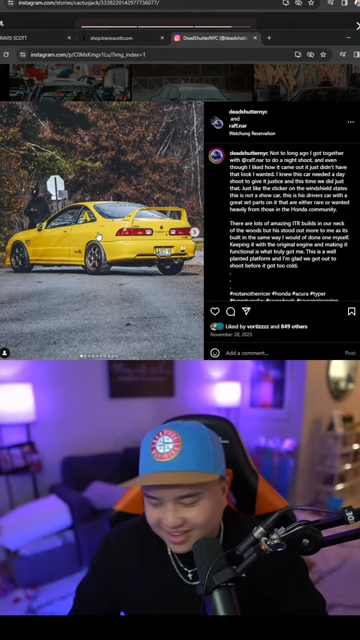 instagram.com/stories/cactusjack/3338220142977736077/
RAVIS SCOTT
shop.travisscott.com
DeadShutterNYC (@deadshutt
instagram.com/p/C0MxKmgx1Lu/?img_index=1
deadshutternyc
and
raff.nar
Watchung Reservation
deadshutternyc Not to long ago I got together
with @raff.nar to do a night shoot, and even
though I liked how it came out it just didn't have
that look I wanted. I knew this car needed a day
shoot to give it justice and this time we did just
that. Just like the sticker on the windshield states
this is not a show car, this is his drivers car with a
great set parts on it that are either rare or wanted
heavily from those in the Honda community.
There are lots of amazing ITR builds in our neck
of the woods but his stood out more to me as its
built in the same way I would of done one myself.
Keeping it with the original engine and making it
functional is what truly got me. This is a well
planted platform and I'm glad we got out to
shoot before it got too cold.
.
.
#notanotherricer #honda #acura #typer
Liked by vortizzzz and 849 others
November 28, 2023
Add a comment...
Post